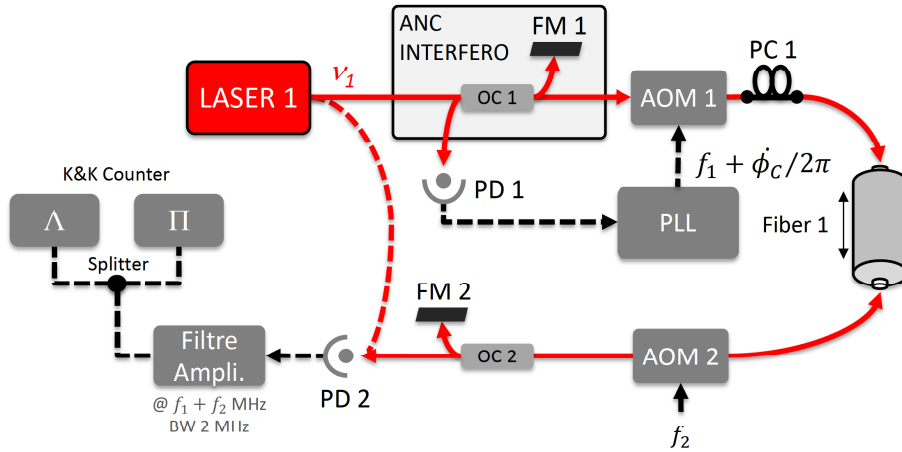 ANC
INTERFERO
FM 1
PC 1
LASER 1
ν₁
OC 1
AOM 1
K&K Counter
PD 1
f₁ + ϕ̇_C/2π
Λ
Π
PLL
Fiber 1
Splitter
FM 2
Filtre
Ampli.
PD 2
OC 2
AOM 2
@ f₁ + f₂ MHz
BW 2 MHz
f₂